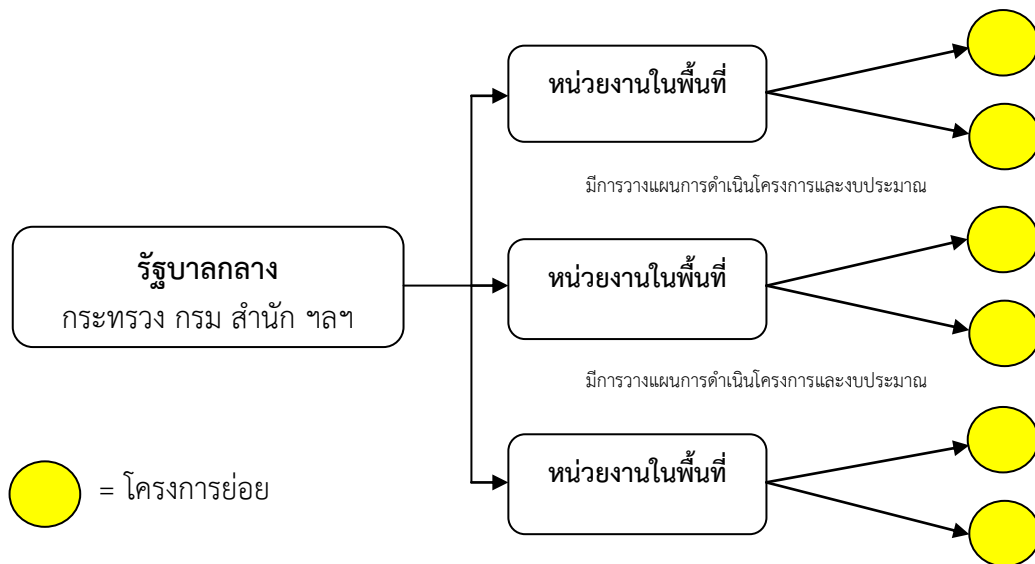 หน่วยงานในพื้นที่
มีการวางแผนการดำเนินโครงการและงบประมาณ
รัฐบาลกลาง
กระทรวง กรม สำนัก ฯลฯ
หน่วยงานในพื้นที่
มีการวางแผนการดำเนินโครงการและงบประมาณ
หน่วยงานในพื้นที่
= โครงการย่อย